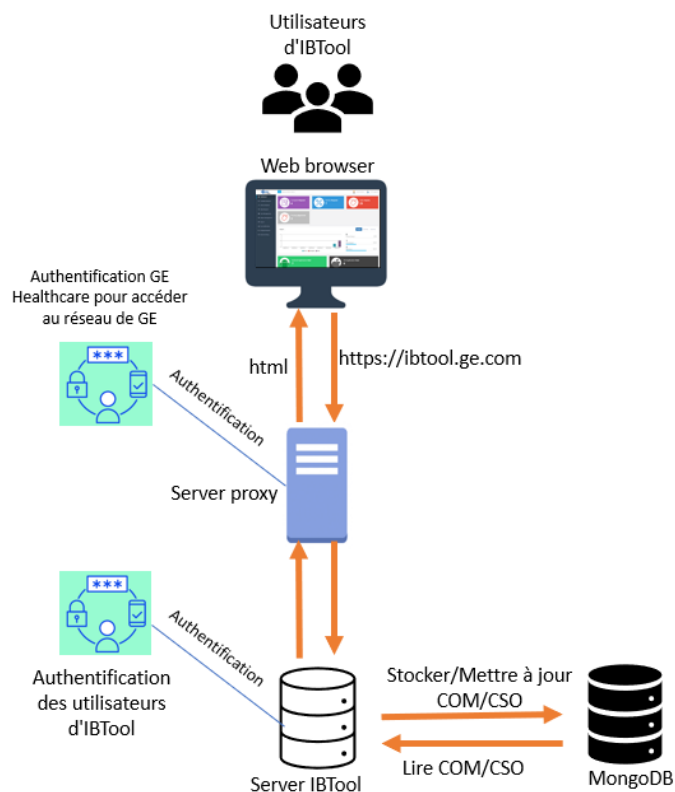 Utilisateurs
d'IBTool
Web browser
Authentification GE
Healthcare pour accéder
au réseau de GE
***
Authentification
html
https://ibtool.ge.com
Server proxy
***
Authentification
Authentification
des utilisateurs
d'IBTool
Server IBTool
Stocker/Mettre à jour
COM/CSO
Lire COM/CSO
MongoDB